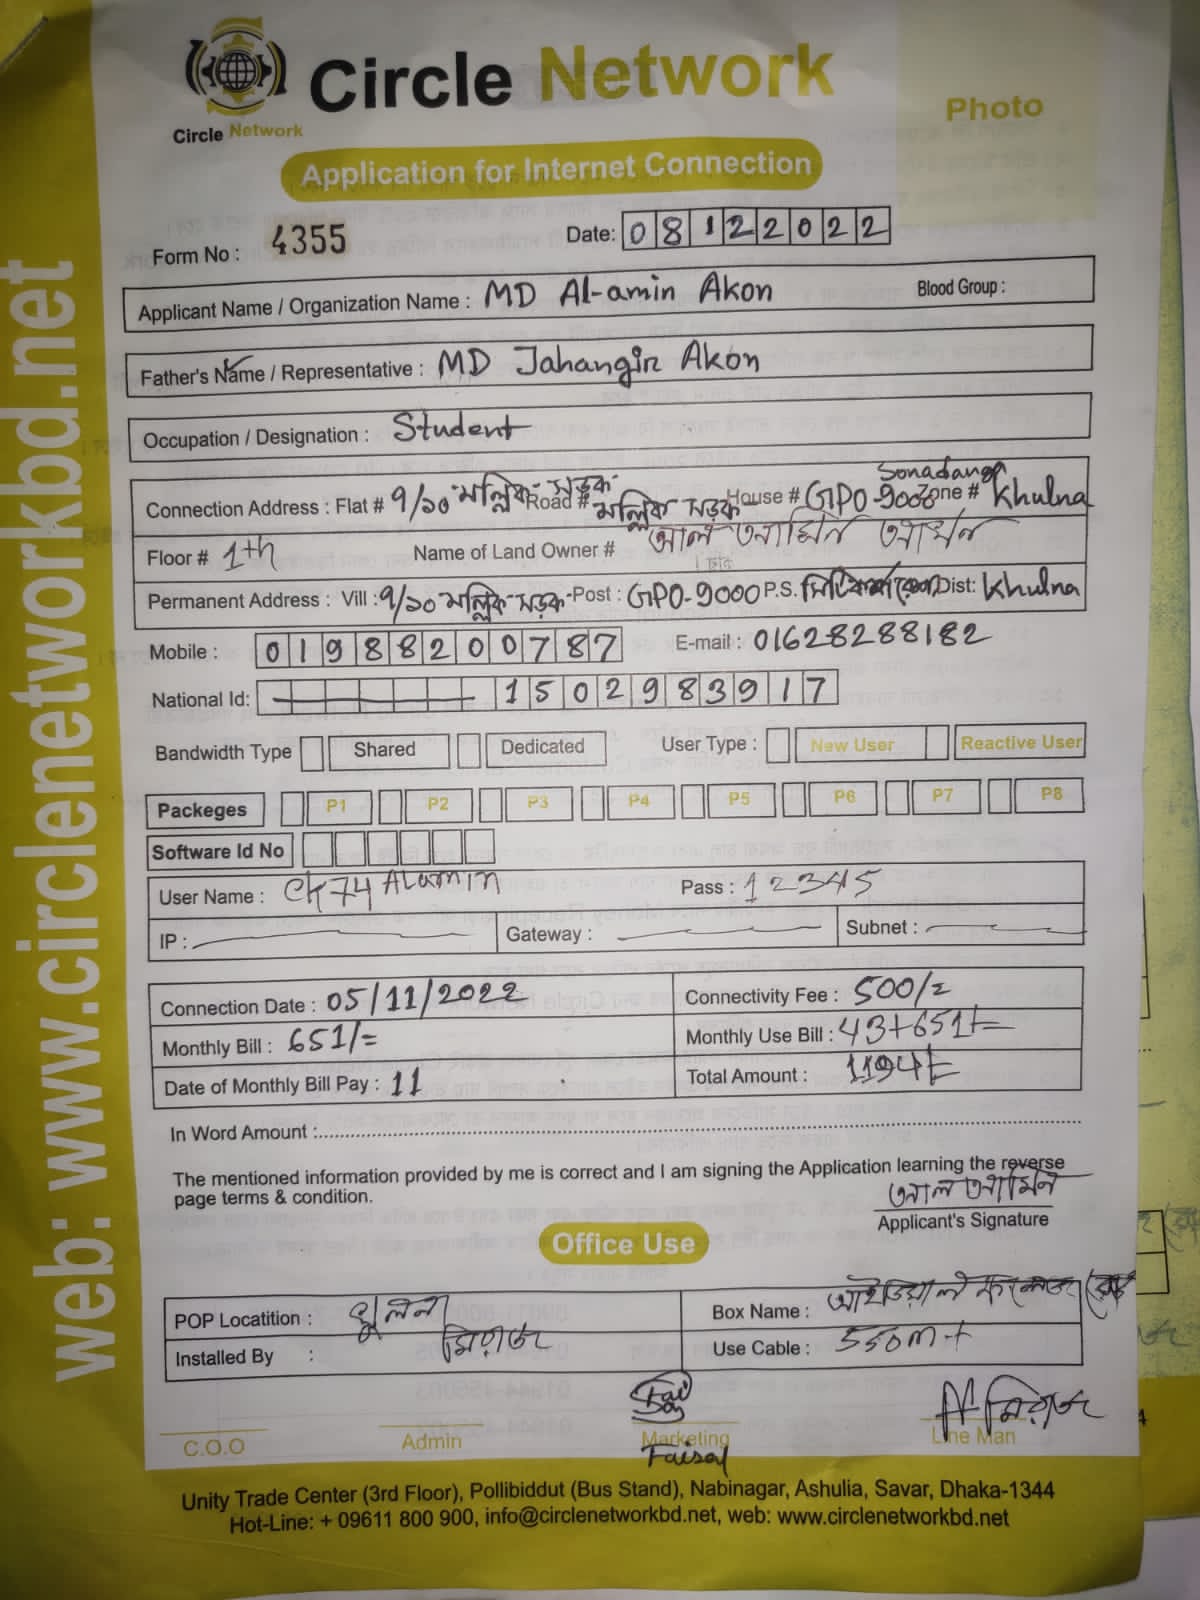 Circle Network
Circle Network
Photo
Application for Internet Connection
Form No : 4355
Date: 08122022
Applicant Name / Organization Name : MD Al-amin Akon Blood Group :
Father's Name / Representative : MD Jahangir Akon
Occupation / Designation : Student
Connection Address : Flat # ৭/১০ মল্লিক সড়ক Road # মল্লিক সড়ক House # GPO-9000 Sonadanga Zone # Khulna
Floor # 1th Name of Land Owner # আল আমিন আখন
Permanent Address : Vill : ৭/১০ মল্লিক সড়ক Post : GPO-9000 P.S. Dist: Khulna
Mobile : 01988200787 E-mail : 01628288182
National Id: 1502983917
Bandwidth Type Shared Dedicated User Type : New User Reactive User
Packeges P1 P2 P3 P4 P5 P6 P7 P8
Software Id No
User Name : CK74 ALamin Pass : 12345
IP : Gateway : Subnet :
Connection Date : 05/11/2022 Connectivity Fee : 500/=
Monthly Bill : 651/= Monthly Use Bill : 43+651/=
Date of Monthly Bill Pay : 11 Total Amount : 1194/=
In Word Amount :
The mentioned information provided by me is correct and I am signing the Application learning the reverse
page terms & condition.
আল আমিন
Applicant's Signature
Office Use
POP Locatition : খুলনা Box Name : আইডিয়াল কলেজ রোড
Installed By : মিরাজ Use Cable : 550m+
C.O.O Admin Marketing Line Man
Faisal মিরাজ
Unity Trade Center (3rd Floor), Pollibiddut (Bus Stand), Nabinagar, Ashulia, Savar, Dhaka-1344
Hot-Line: + 09611 800 900, info@circlenetworkbd.net, web: www.circlenetworkbd.net
web: www.circlenetworkbd.net